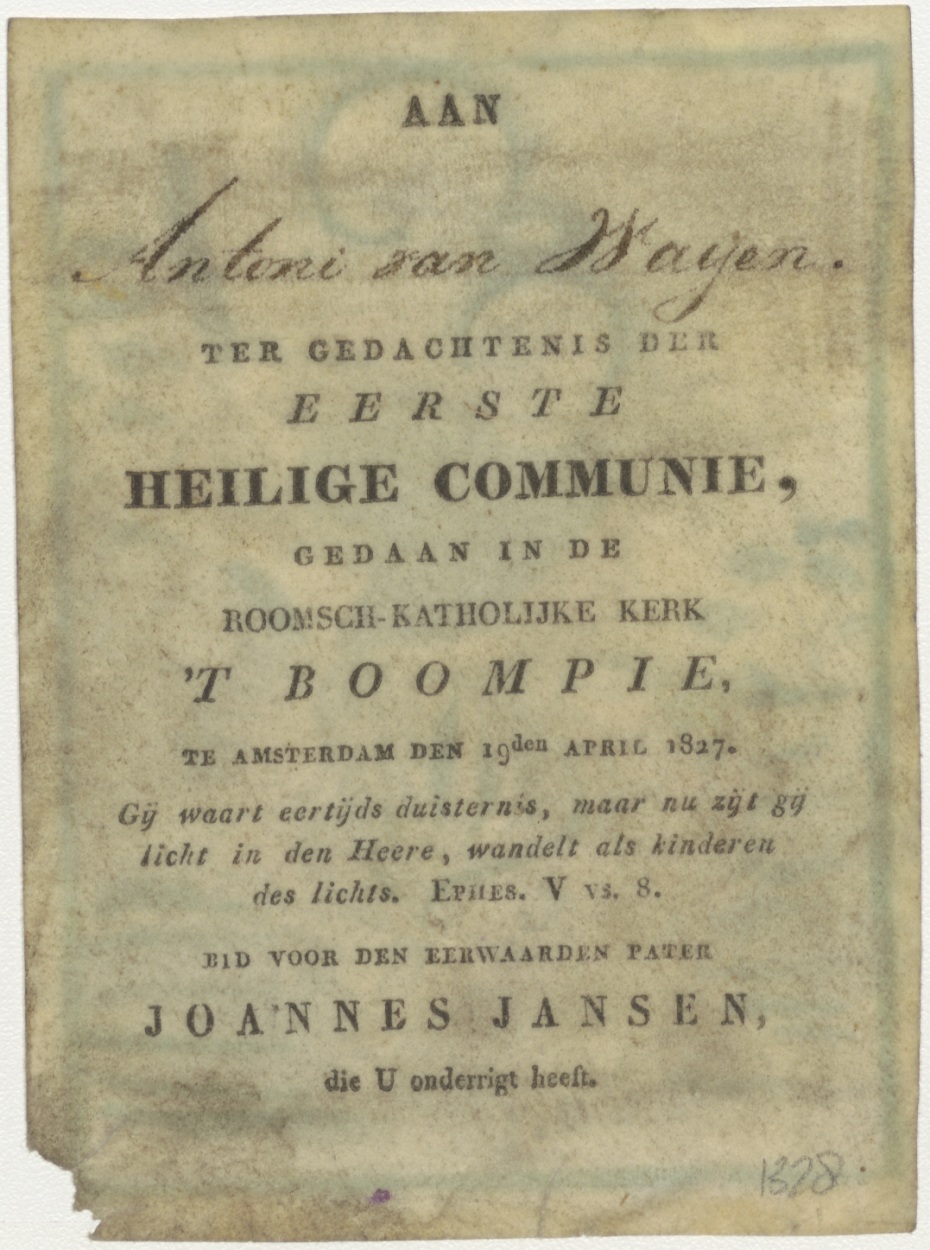 AAN
Antoni van Wayen.
TER GEDACHTENIS DER
EERSTE
HEILIGE COMMUNIE,
GEDAAN IN DE
ROOMSCH-KATHOLIJKE KERK
'T BOOMPIE,
TE AMSTERDAM DEN 19den APRIL 1827.
Gij waart eertijds duisternis, maar nu zijt gij
licht in den Heere, wandelt als kinderen
des lichts. EPHES. V vs. 8.
BID VOOR DEN EERWAARDEN PATER
JOANNES JANSEN,
die U onderrigt heeft.
1328.